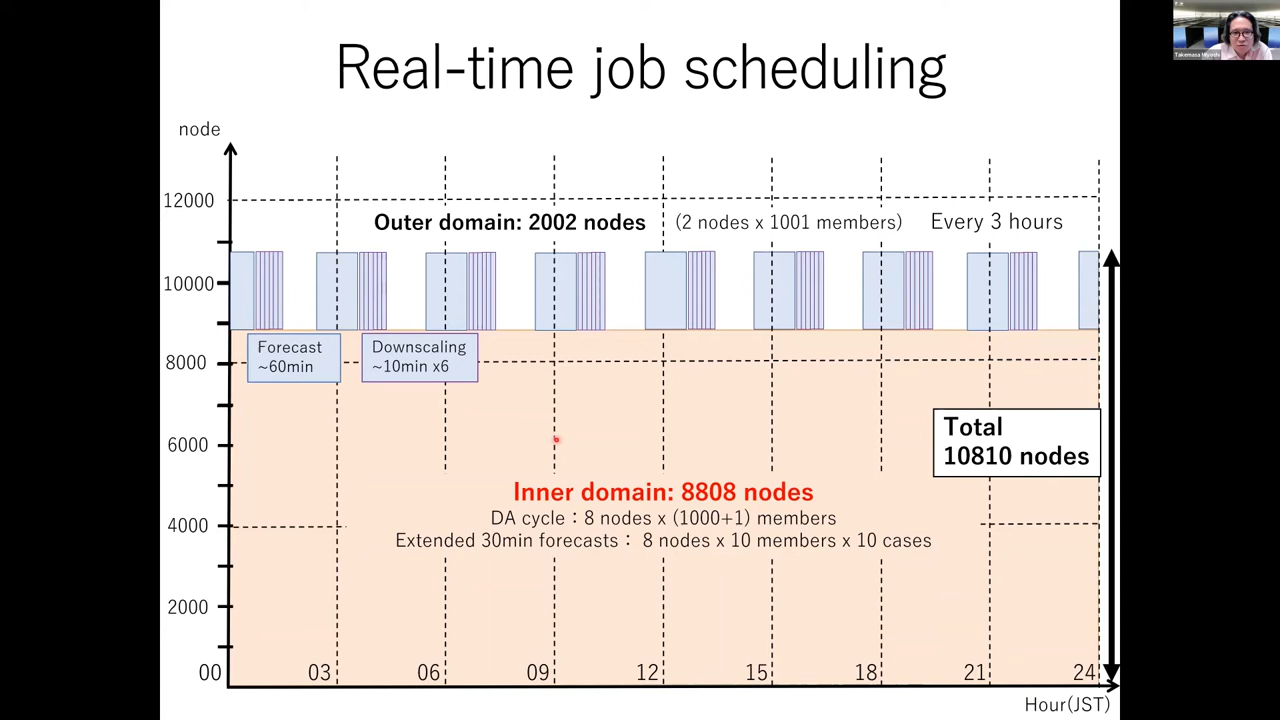 Real-time job scheduling
Takemasa Miyoshi
node
12000
Outer domain: 2002 nodes (2 nodes x 1001 members) Every 3 hours
10000
Forecast
~60min
Downscaling
~10min x6
8000
Total
10810 nodes
6000
Inner domain: 8808 nodes
DA cycle：8 nodes x (1000+1) members
4000
Extended 30min forecasts： 8 nodes x 10 members x 10 cases
2000
00 03 06 09 12 15 18 21 24
Hour(JST)